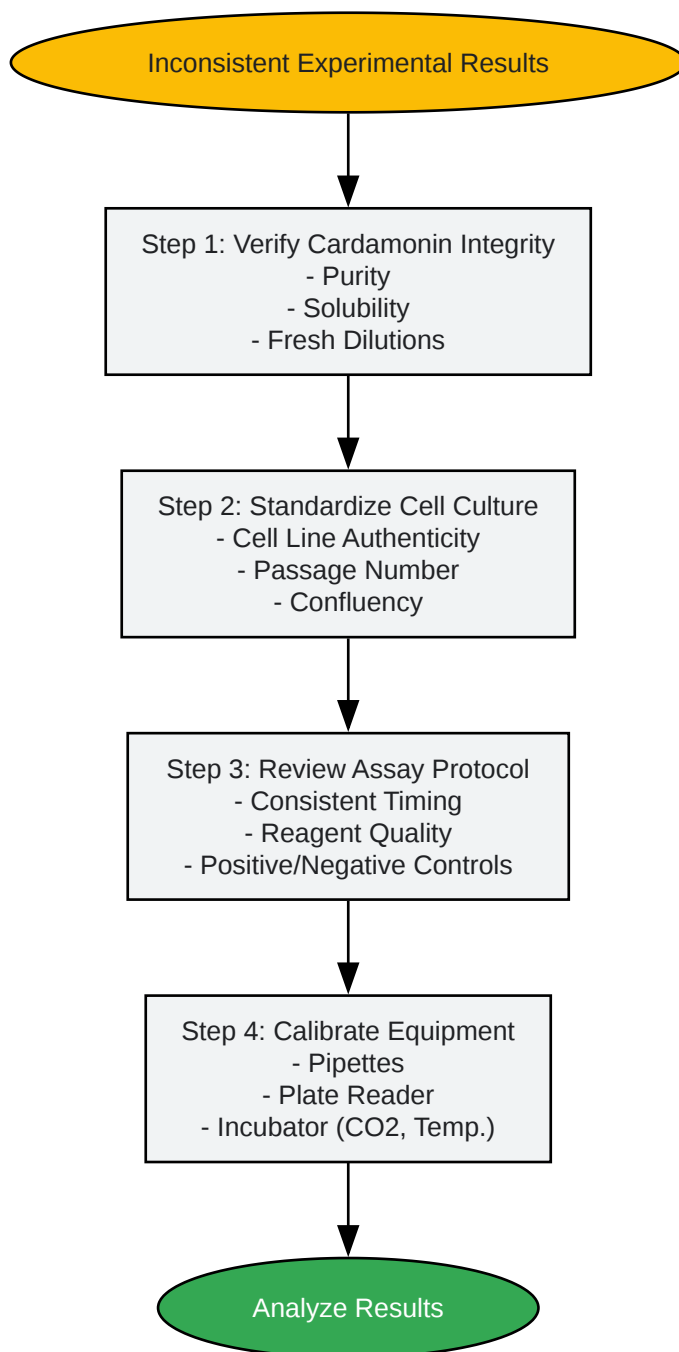 Inconsistent Experimental Results
Step 1: Verify Cardamonin Integrity
- Purity
- Solubility
- Fresh Dilutions
Step 2: Standardize Cell Culture
- Cell Line Authenticity
- Passage Number
- Confluency
Step 3: Review Assay Protocol
- Consistent Timing
- Reagent Quality
- Positive/Negative Controls
Step 4: Calibrate Equipment
- Pipettes
- Plate Reader
- Incubator (CO2, Temp.)
Analyze Results